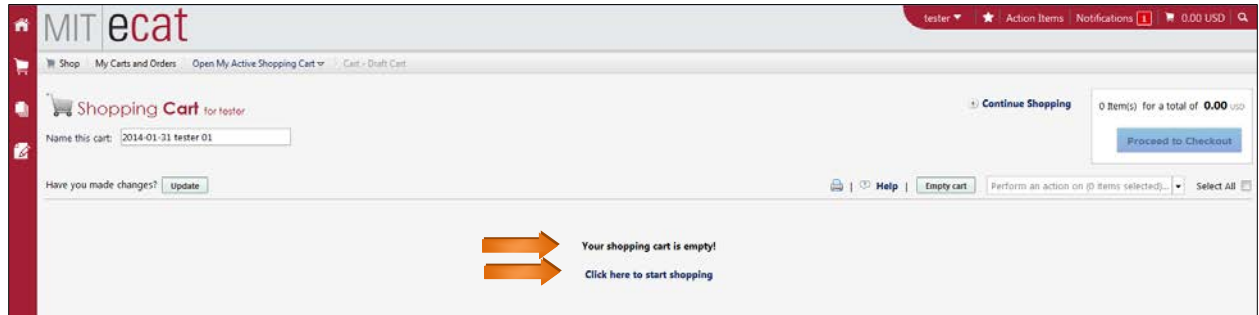 MIT ecat
tester Action Items Notifications 1 0.00 USD
Shop My Carts and Orders Open My Active Shopping Cart Cart - Draft Cart
Shopping Cart for tester
Continue Shopping
0 Item(s) for a total of 0.00 USD
Name this cart: 2014-01-31 tester 01
Proceed to Checkout
Have you made changes? Update
? Help | Empty cart Perform an action on (0 items selected)... Select All
Your shopping cart is empty!
Click here to start shopping